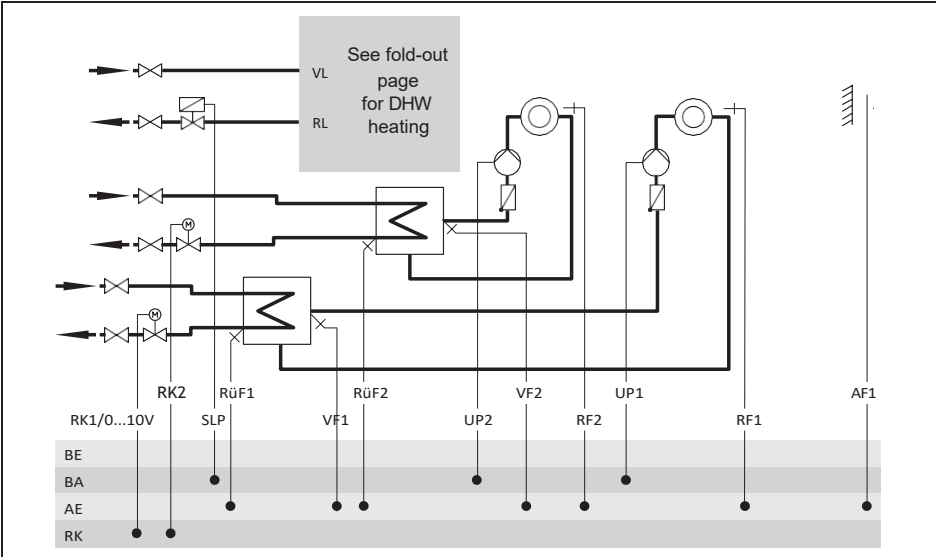 See fold-out
page
for DHW
heating
VL
RL
M
M
RK2 RüF1 RüF2 VF2 UP1 AF1
RK1/0...10V SLP VF1 UP2 RF2 RF1
BE
BA
AE
RK